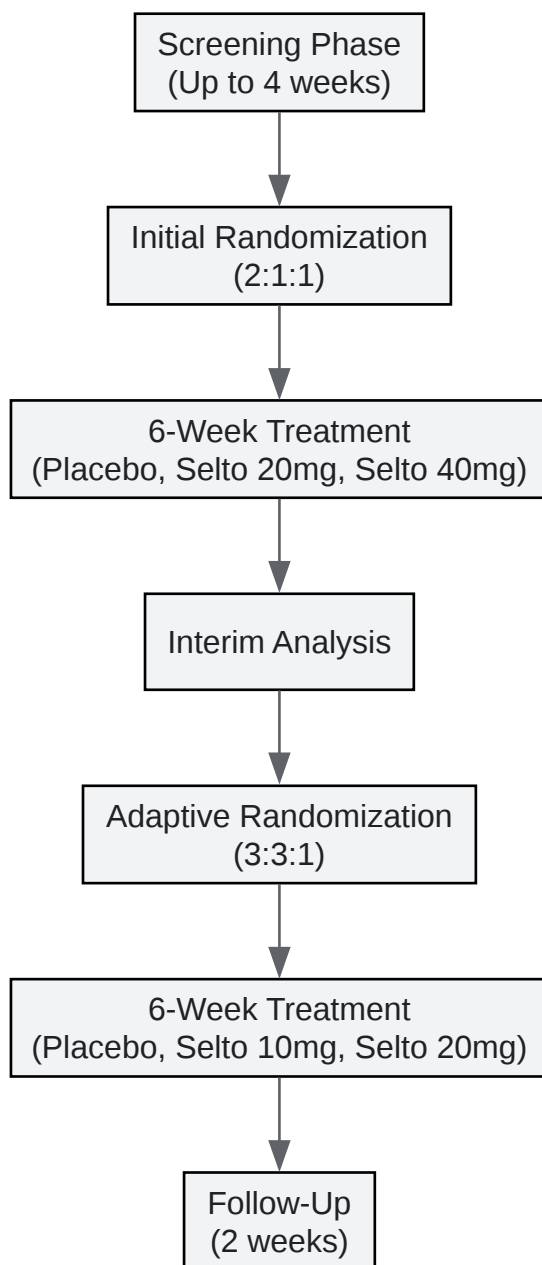 Screening Phase
(Up to 4 weeks)
Initial Randomization
(2:1:1)
6-Week Treatment
(Placebo, Selto 20mg, Selto 40mg)
Interim Analysis
Adaptive Randomization
(3:3:1)
6-Week Treatment
(Placebo, Selto 10mg, Selto 20mg)
Follow-Up
(2 weeks)